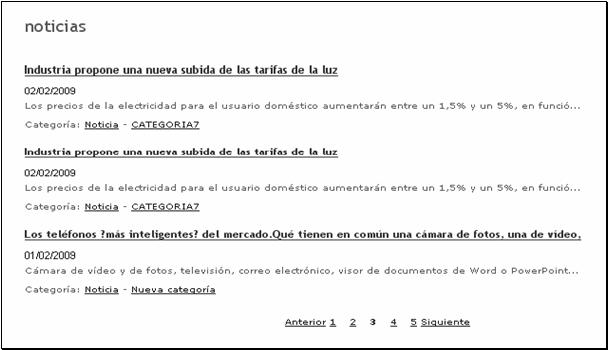 noticias
Industria propone una nueva subida de las tarifas de la luz
02/02/2009
Los precios de la electricidad para el usuario doméstico aumentarán entre un 1,5% y un 5%, en funció...
Categoría: Noticia - CATEGORIA7
Industria propone una nueva subida de las tarifas de la luz
02/02/2009
Los precios de la electricidad para el usuario doméstico aumentarán entre un 1,5% y un 5%, en funció...
Categoría: Noticia - CATEGORIA7
Los teléfonos ?más inteligentes? del mercado.Qué tienen en común una cámara de fotos, una de vídeo,
01/02/2009
Cámara de vídeo y de fotos, televisión, correo electrónico, visor de documentos de Word o PowerPoint...
Categoría: Noticia - Nueva categoría
Anterior 1 2 3 4 5 Siguiente